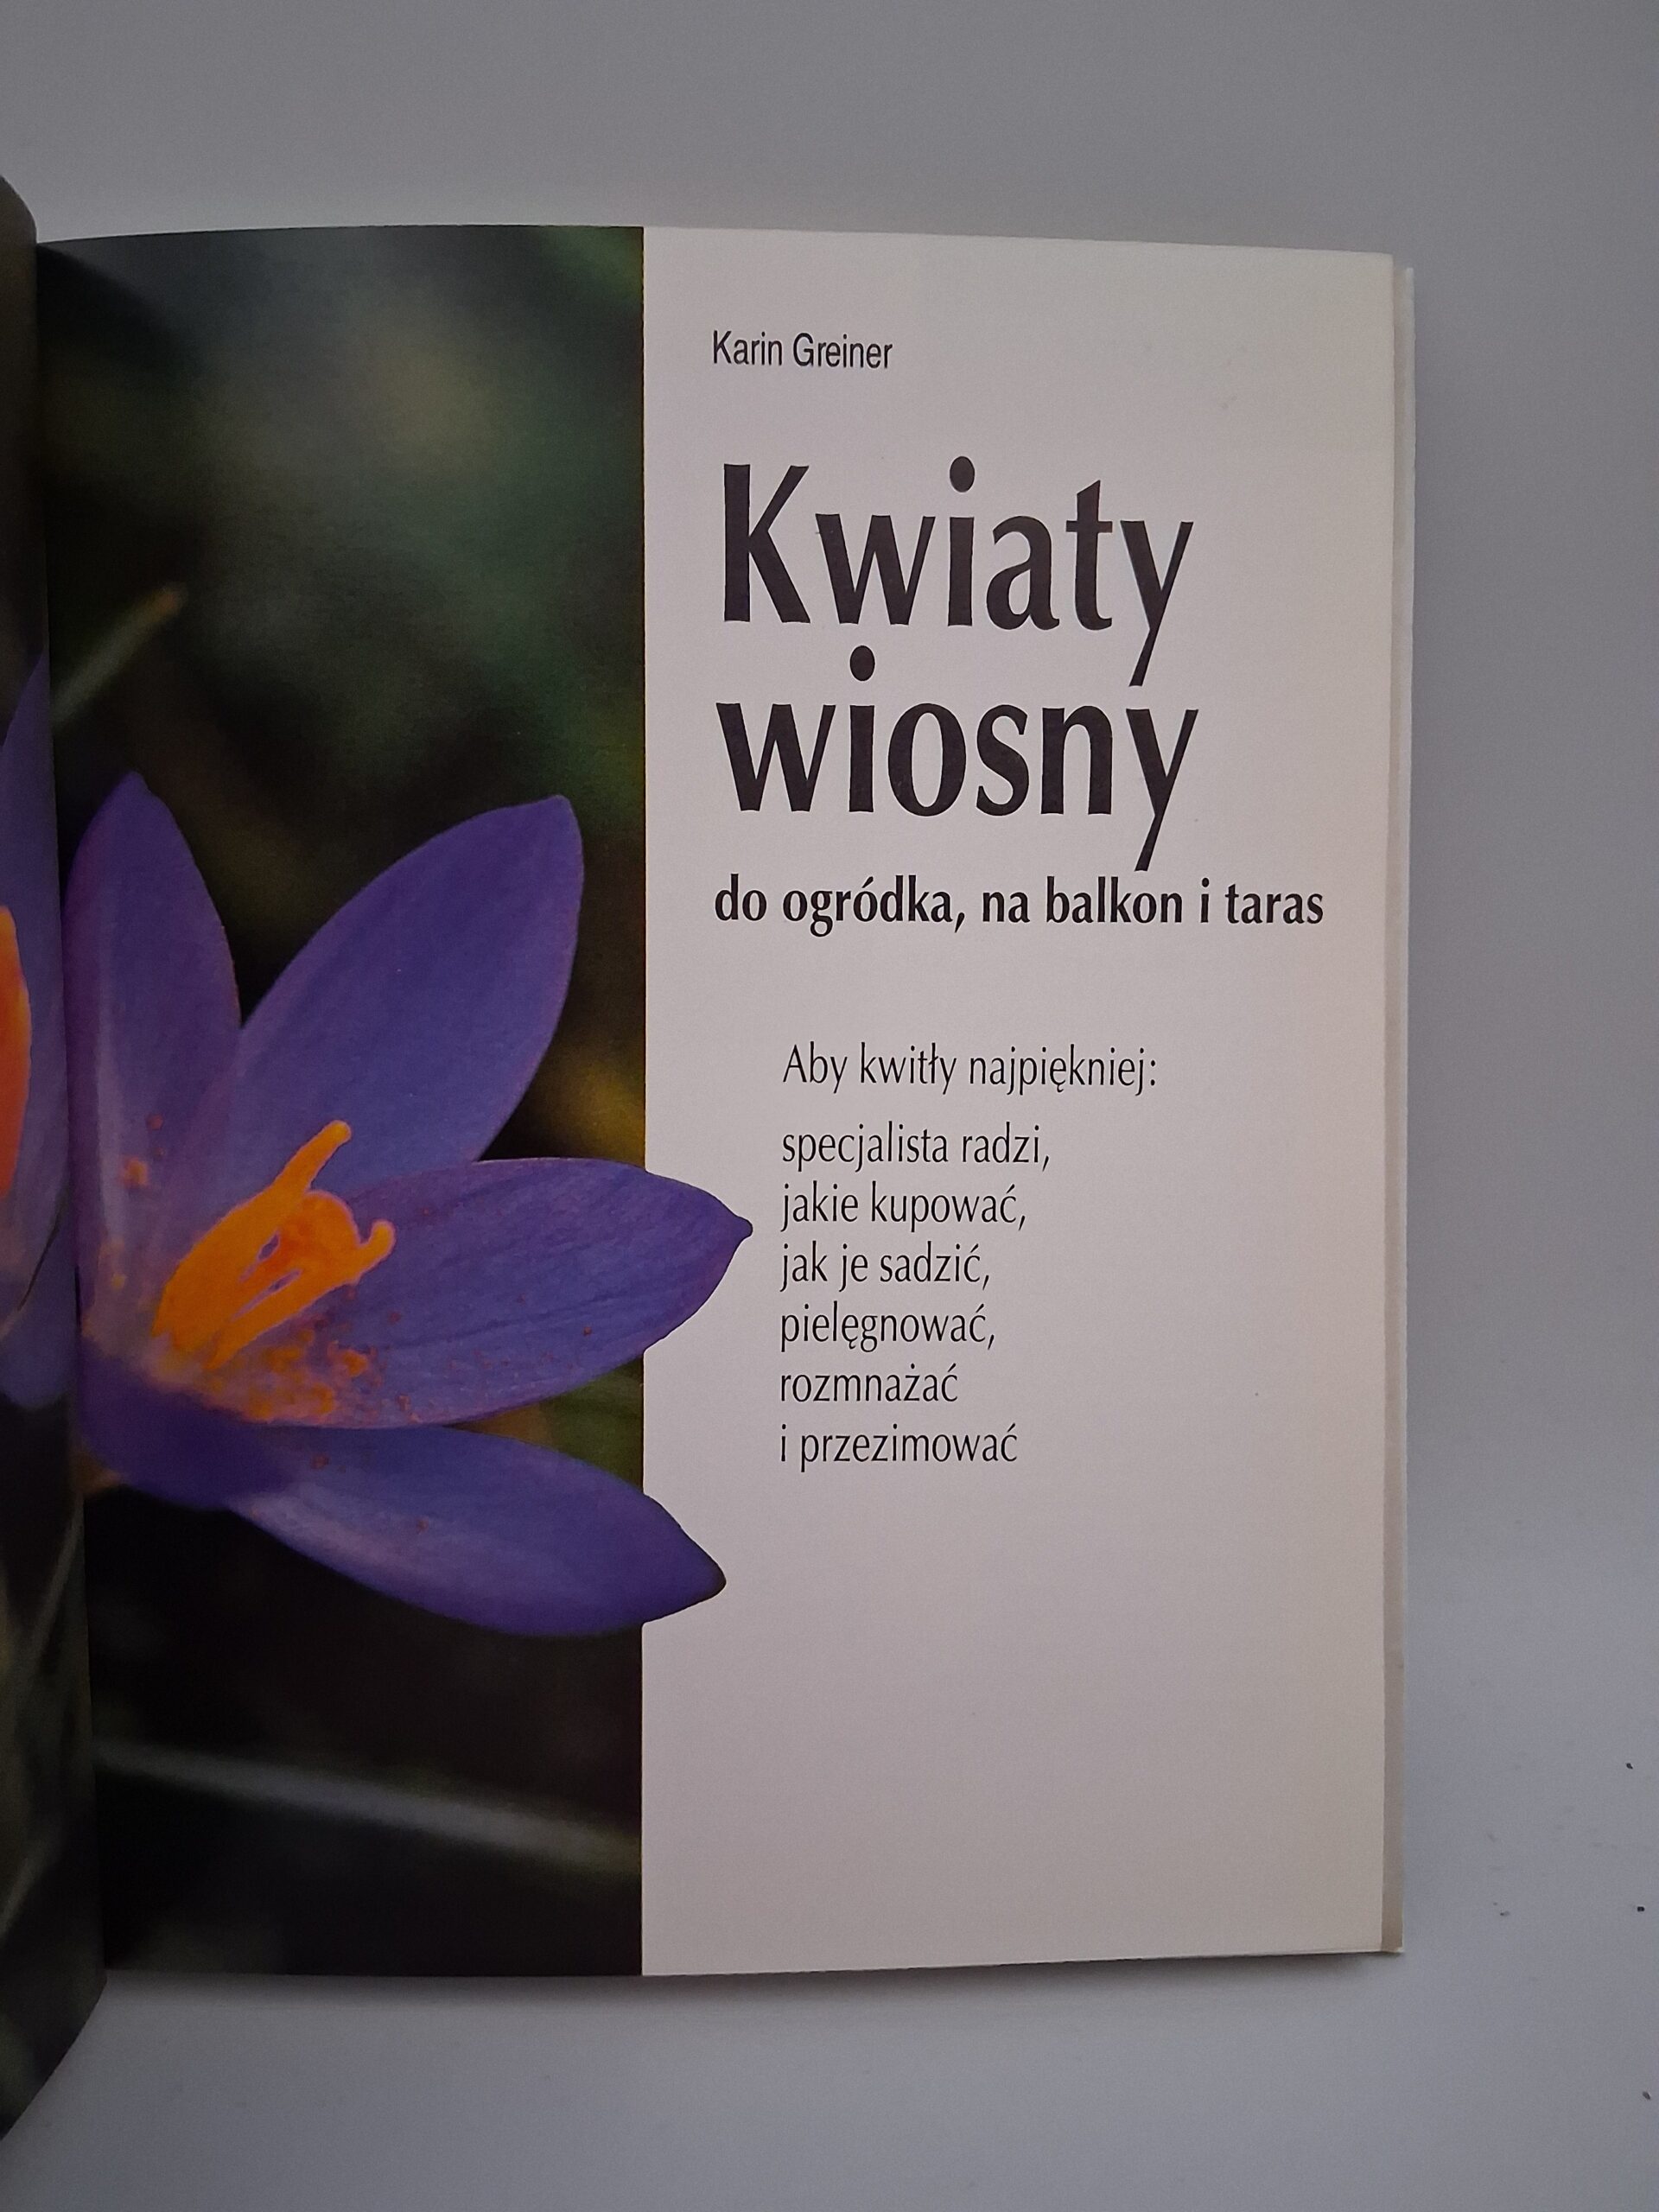 Karin Greiner
Kwiaty
wiosny
do ogródka, na balkon i taras
Aby kwitły najpiękniej:
specjalista radzi,
jakie kupować,
jak je sadzić,
pielęgnować,
rozmnażać
i przezimować